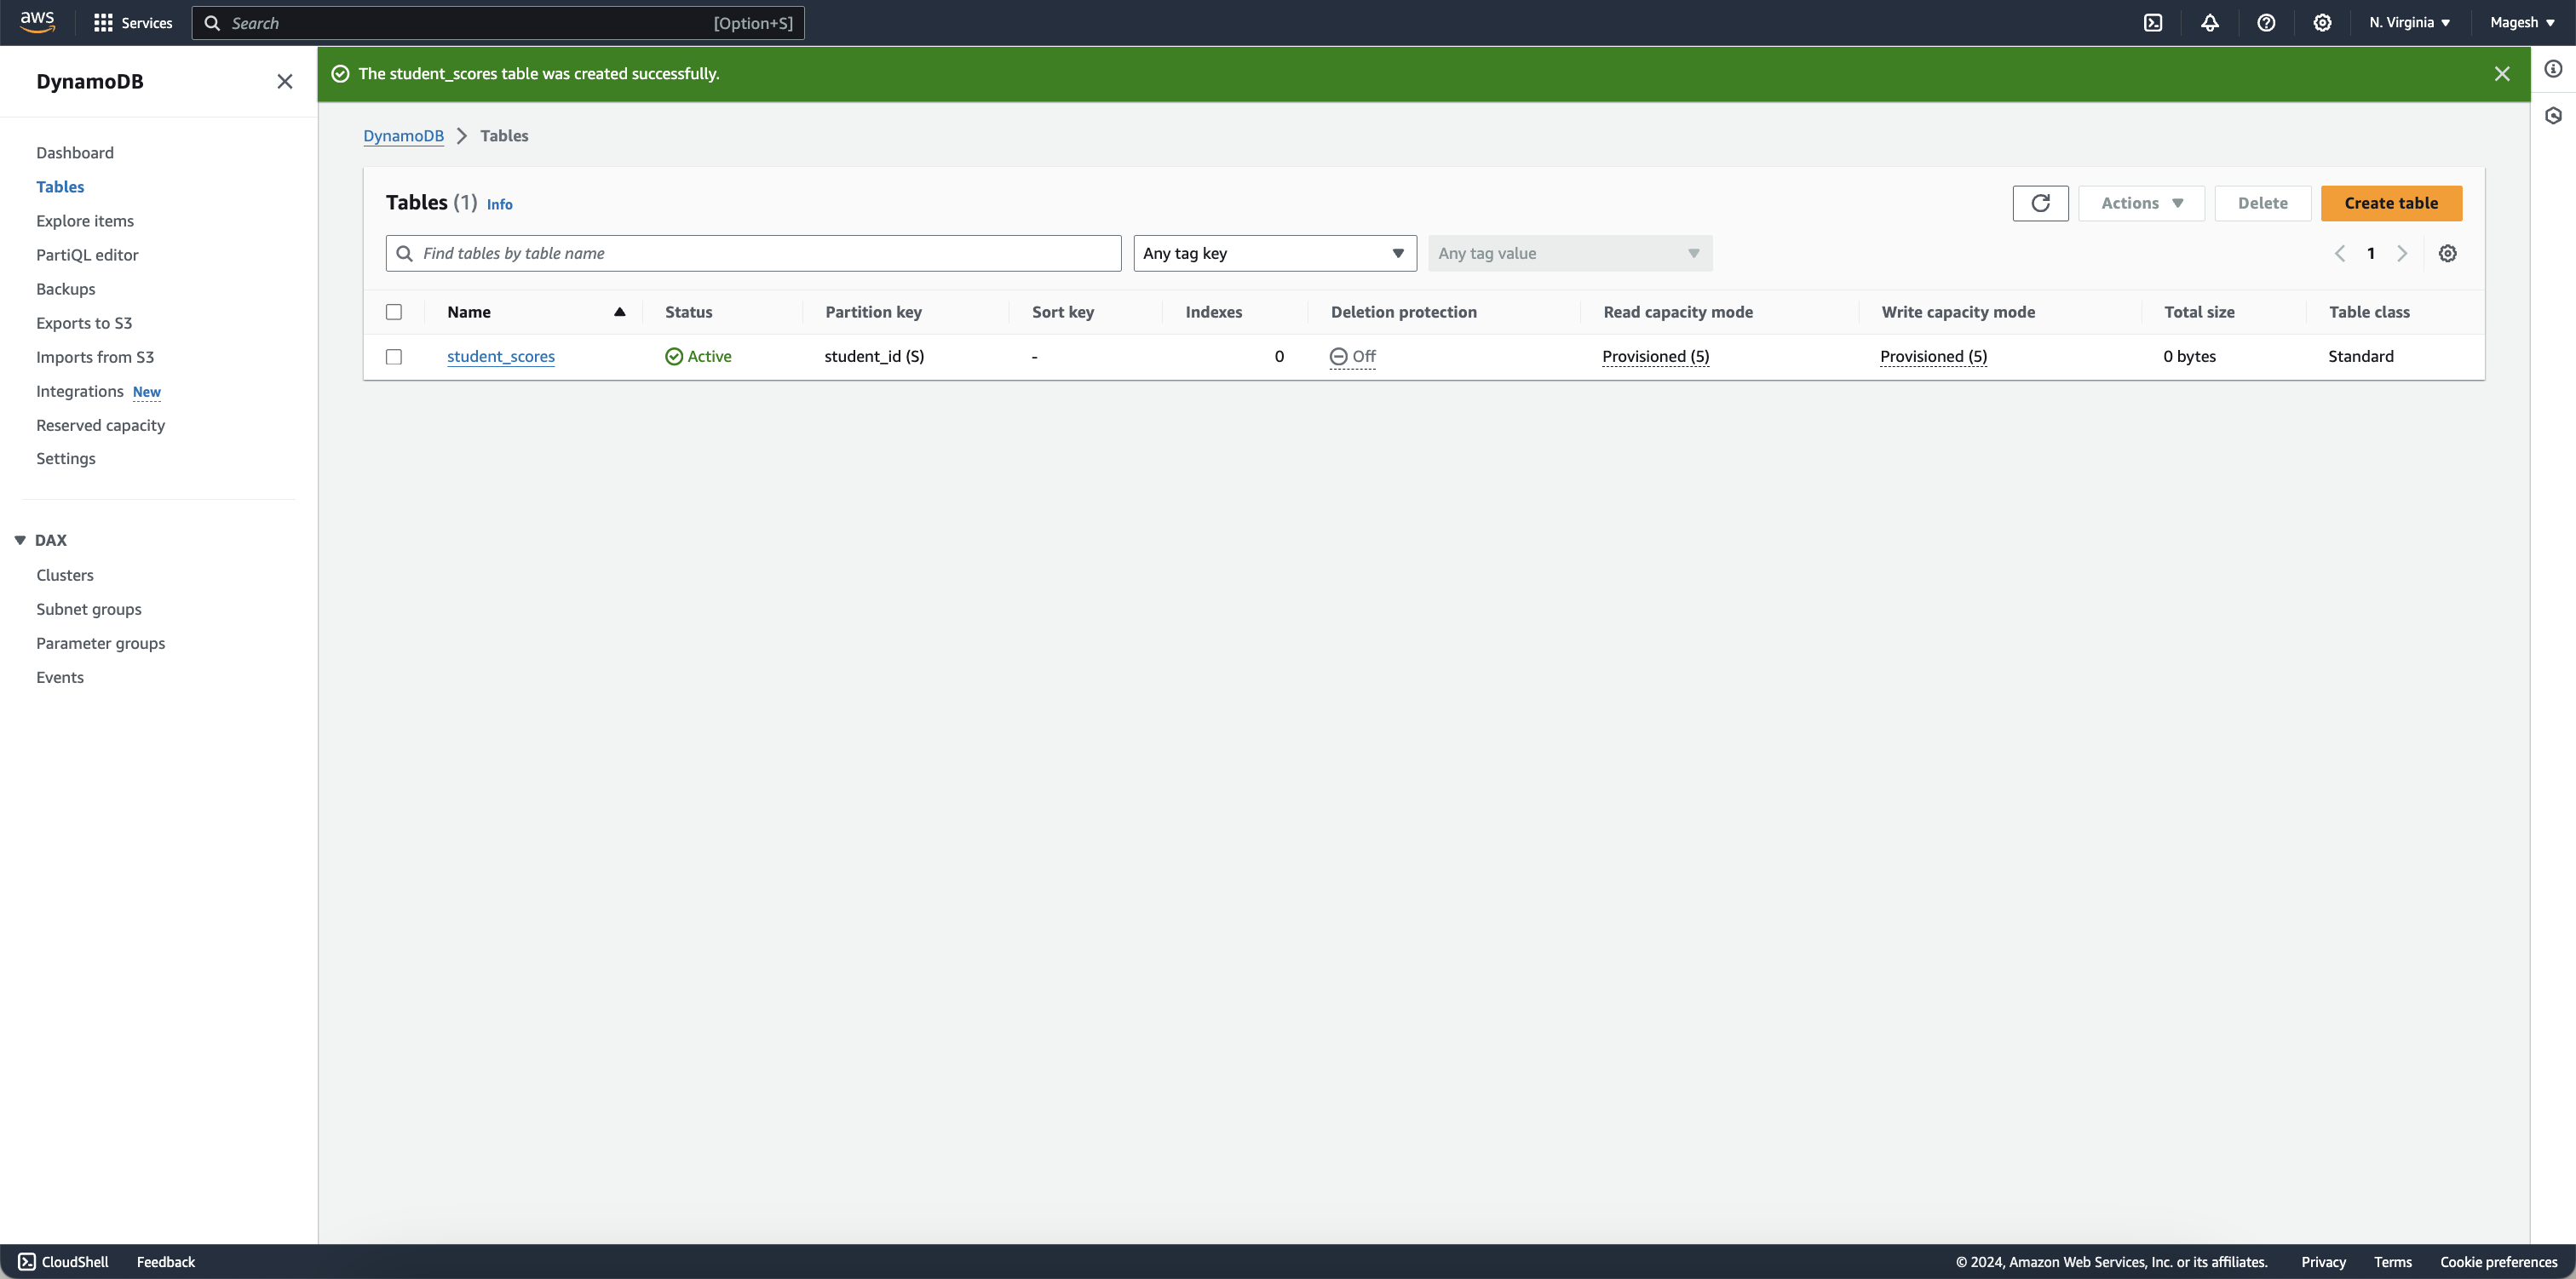 aws Services Search [Option+S] N. Virginia Magesh
DynamoDB
Dashboard
Tables
Explore items
PartiQL editor
Backups
Exports to S3
Imports from S3
Integrations New
Reserved capacity
Settings
DAX
Clusters
Subnet groups
Parameter groups
Events
The student_scores table was created successfully.
DynamoDB Tables
Tables (1) Info Actions Delete Create table
Find tables by table name Any tag key Any tag value 1
Name Status Partition key Sort key Indexes Deletion protection Read capacity mode Write capacity mode Total size Table class
student_scores Active student_id (S) - 0 Off Provisioned (5) Provisioned (5) 0 bytes Standard
CloudShell Feedback © 2024, Amazon Web Services, Inc. or its affiliates. Privacy Terms Cookie preferences